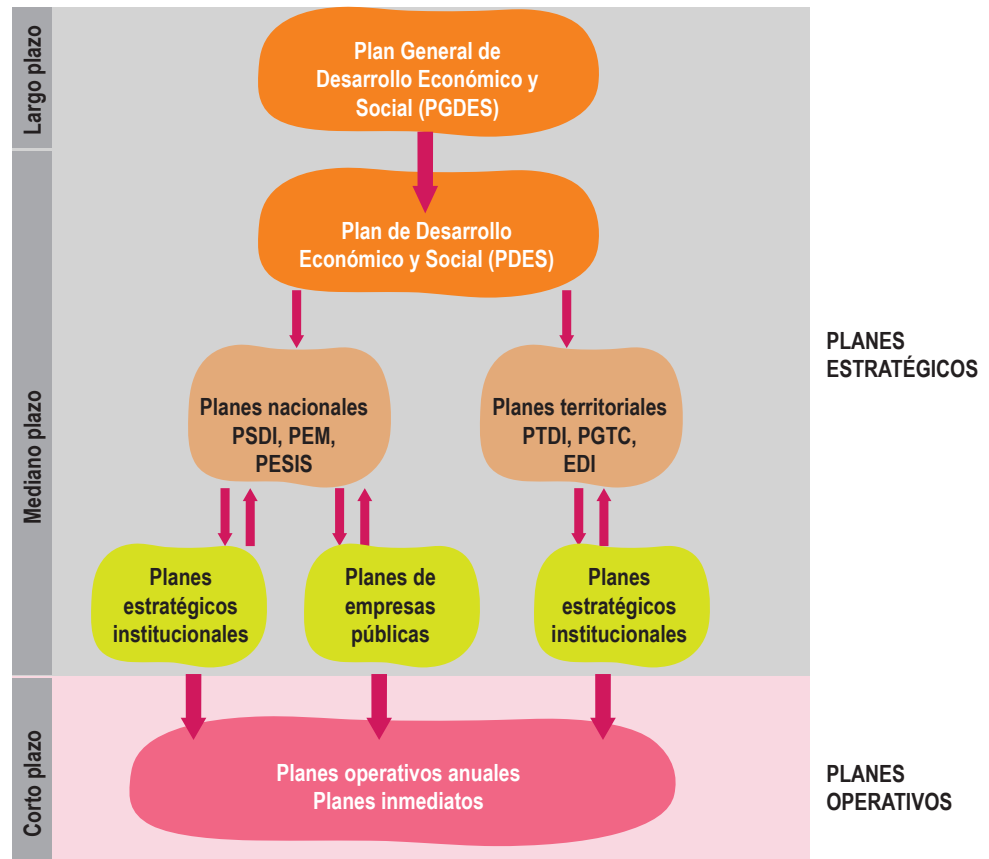 Largo plazo
Plan General de
Desarrollo Económico y
Social (PGDES)
Mediano plazo
Plan de Desarrollo
Económico y Social (PDES)
PLANES
ESTRATÉGICOS
Planes nacionales
PSDI, PEM,
PESIS
Planes territoriales
PTDI, PGTC,
EDI
Planes
estratégicos
institucionales
Planes de
empresas
públicas
Planes
estratégicos
institucionales
Corto plazo
Planes operativos anuales
Planes inmediatos
PLANES
OPERATIVOS